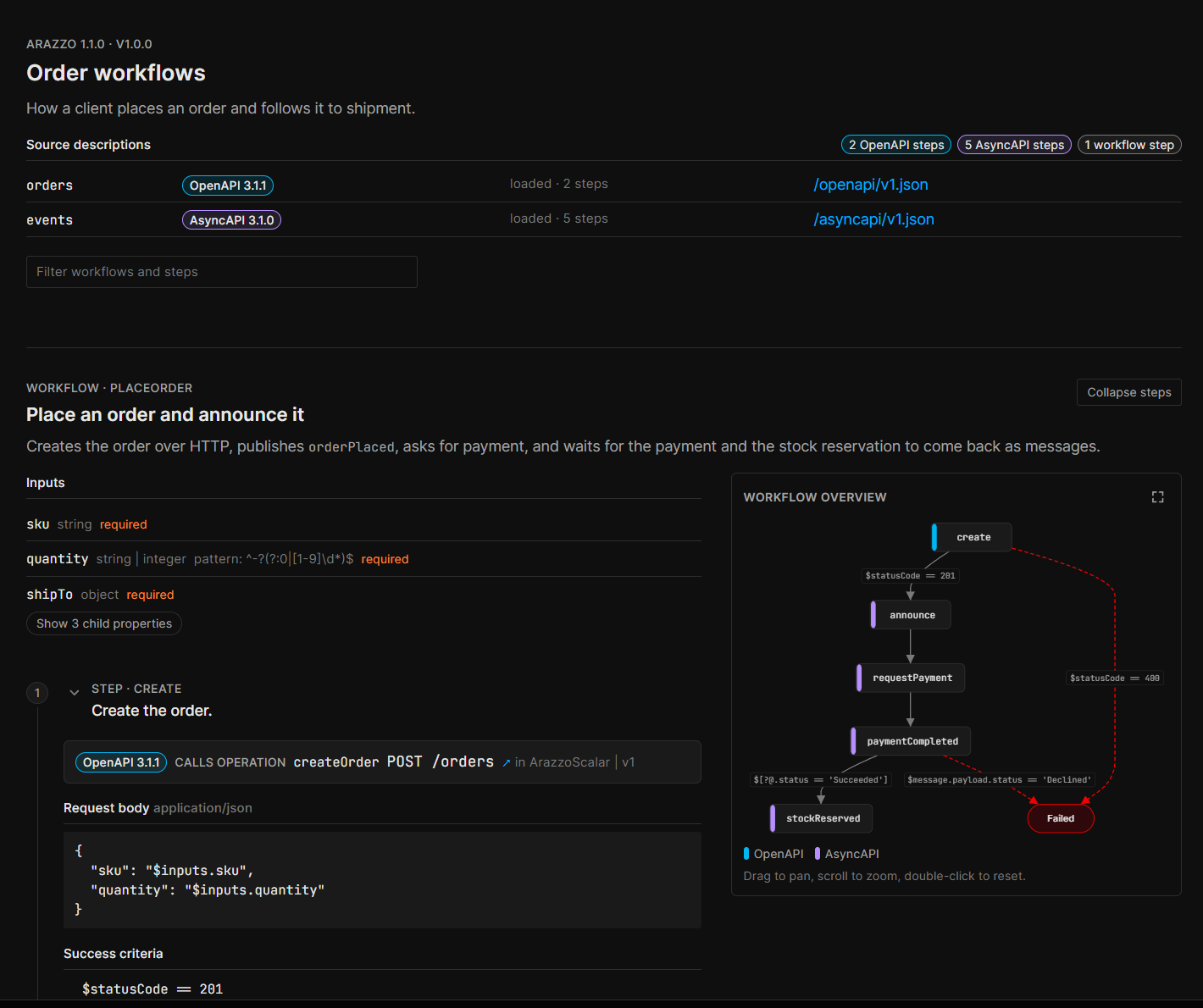 ARAZZO 1.1.0 · V1.0.0
Order workflows
How a client places an order and follows it to shipment.
Source descriptions
2 OpenAPI steps
5 AsyncAPI steps
1 workflow step
orders OpenAPI 3.1.1 loaded · 2 steps /openapi/v1.json
events AsyncAPI 3.1.0 loaded · 5 steps /asyncapi/v1.json
Filter workflows and steps
WORKFLOW · PLACEORDER
Collapse steps
Place an order and announce it
Creates the order over HTTP, publishes orderPlaced, asks for payment, and waits for the payment and the stock reservation to come back as messages.
Inputs
sku string required
quantity string | integer pattern: ^-?(?:0|[1-9]\d*)$ required
shipTo object required
Show 3 child properties
1
STEP · CREATE
Create the order.
OpenAPI 3.1.1 CALLS OPERATION createOrder POST /orders ↗ in ArazzoScalar | v1
Request body application/json
{
"sku": "$inputs.sku",
"quantity": "$inputs.quantity"
}
Success criteria
$statusCode == 201
WORKFLOW OVERVIEW
create
$statusCode == 201
announce
requestPayment
$statusCode == 400
paymentCompleted
$[?@.status == 'Succeeded']
$message.payload.status == 'Declined'
stockReserved
Failed
OpenAPI
AsyncAPI
Drag to pan, scroll to zoom, double-click to reset.